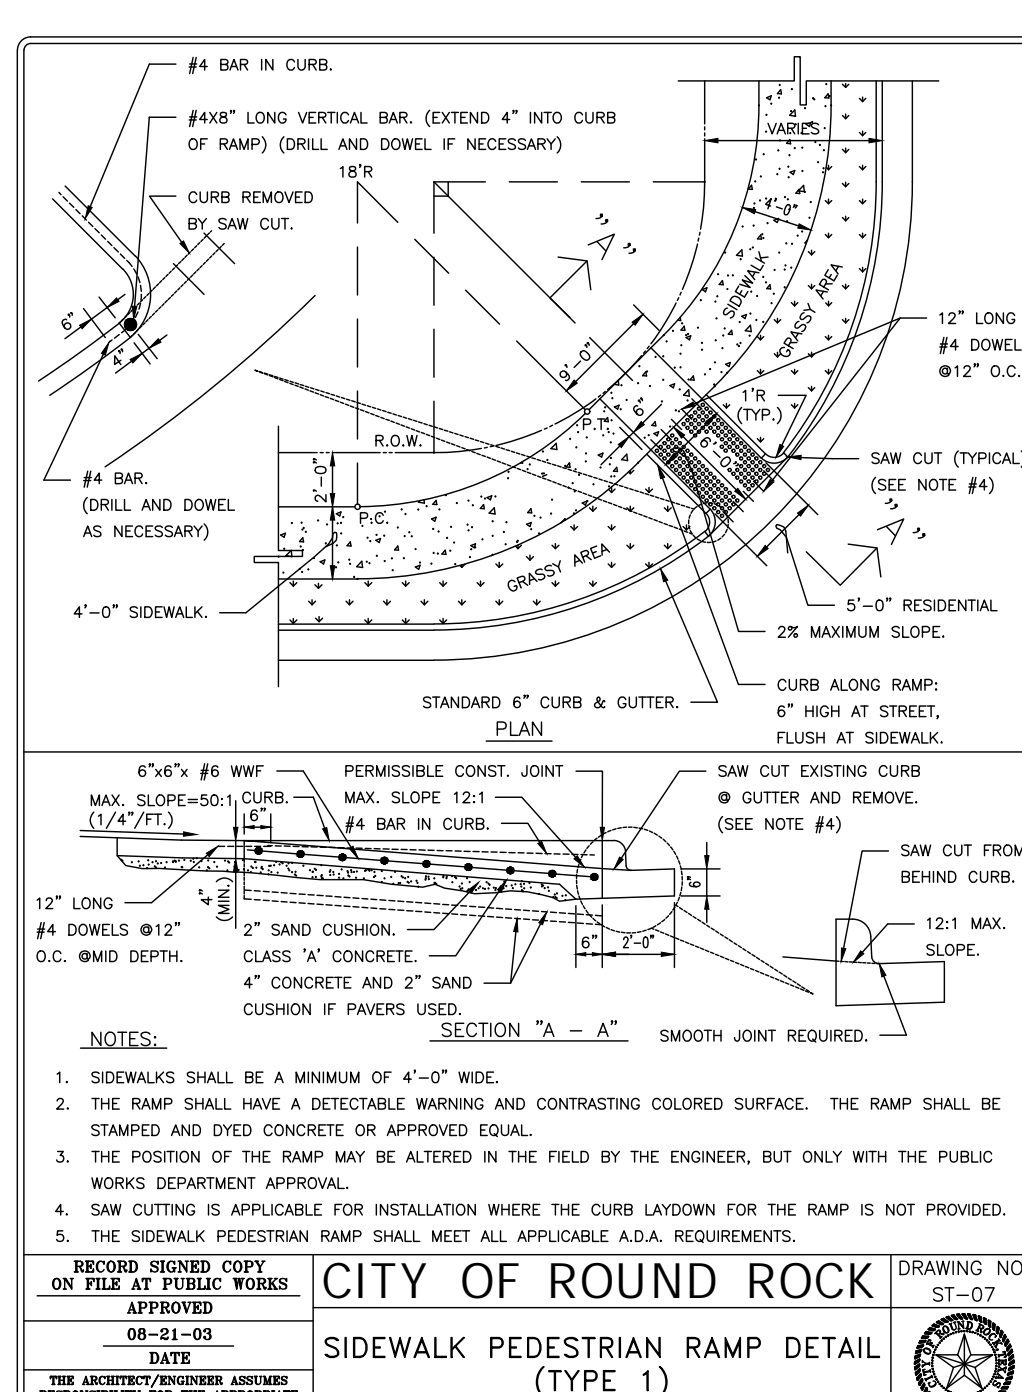 #4 BAR IN CURB.
#4X8" LONG VERTICAL BAR. (EXTEND 4" INTO CURB
OF RAMP) (DRILL AND DOWEL IF NECESSARY)
18'R
CURB REMOVED
BY SAW CUT.
6"
4"
#4 BAR.
(DRILL AND DOWEL
AS NECESSARY)
VARIES
4'-0"
"A"
SIDEWALK
GRASSY AREA
9'-0"
12" LONG
#4 DOWEL
@12" O.C.
1'R
(TYP.)
6"
P.T.
6'-0"
R.O.W.
2'-0"
P.C.
SAW CUT (TYPICAL)
(SEE NOTE #4)
"A"
GRASSY AREA
4'-0" SIDEWALK.
5'-0" RESIDENTIAL
2% MAXIMUM SLOPE.
CURB ALONG RAMP:
6" HIGH AT STREET,
FLUSH AT SIDEWALK.
STANDARD 6" CURB & GUTTER.
PLAN
6"x6"x #6 WWF
PERMISSIBLE CONST. JOINT
SAW CUT EXISTING CURB
@ GUTTER AND REMOVE.
(SEE NOTE #4)
MAX. SLOPE=50:1
(1/4"/FT.)
CURB.
6"
MAX. SLOPE 12:1
#4 BAR IN CURB.
SAW CUT FROM
BEHIND CURB.
6"
4"
(MIN.)
12" LONG
#4 DOWELS @12"
O.C. @MID DEPTH.
2" SAND CUSHION.
CLASS 'A' CONCRETE.
4" CONCRETE AND 2" SAND
CUSHION IF PAVERS USED.
6"
2'-0"
12:1 MAX.
SLOPE.
SECTION "A - A"
SMOOTH JOINT REQUIRED.
NOTES:
1. SIDEWALKS SHALL BE A MINIMUM OF 4'-0" WIDE.
2. THE RAMP SHALL HAVE A DETECTABLE WARNING AND CONTRASTING COLORED SURFACE. THE RAMP SHALL BE
STAMPED AND DYED CONCRETE OR APPROVED EQUAL.
3. THE POSITION OF THE RAMP MAY BE ALTERED IN THE FIELD BY THE ENGINEER, BUT ONLY WITH THE PUBLIC
WORKS DEPARTMENT APPROVAL.
4. SAW CUTTING IS APPLICABLE FOR INSTALLATION WHERE THE CURB LAYDOWN FOR THE RAMP IS NOT PROVIDED.
5. THE SIDEWALK PEDESTRIAN RAMP SHALL MEET ALL APPLICABLE A.D.A. REQUIREMENTS.
RECORD SIGNED COPY
ON FILE AT PUBLIC WORKS
APPROVED
08-21-03
DATE
THE ARCHITECT/ENGINEER ASSUMES
RESPONSIBILITY FOR THE APPROPRIATE
CITY OF ROUND ROCK
SIDEWALK PEDESTRIAN RAMP DETAIL
(TYPE 1)
DRAWING NO
ST-07
CITY OF ROUND ROCK, TEXAS